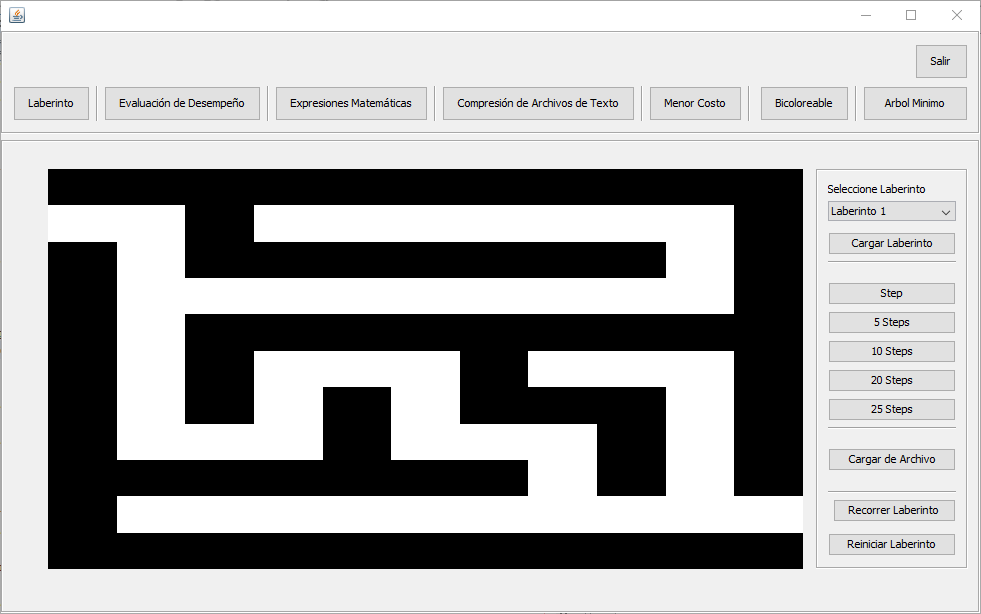 Salir
Laberinto
Evaluación de Desempeño
Expresiones Matemáticas
Compresión de Archivos de Texto
Menor Costo
Bicoloreable
Arbol Minimo
Seleccione Laberinto
Laberinto 1
Cargar Laberinto
Step
5 Steps
10 Steps
20 Steps
25 Steps
Cargar de Archivo
Recorrer Laberinto
Reiniciar Laberinto